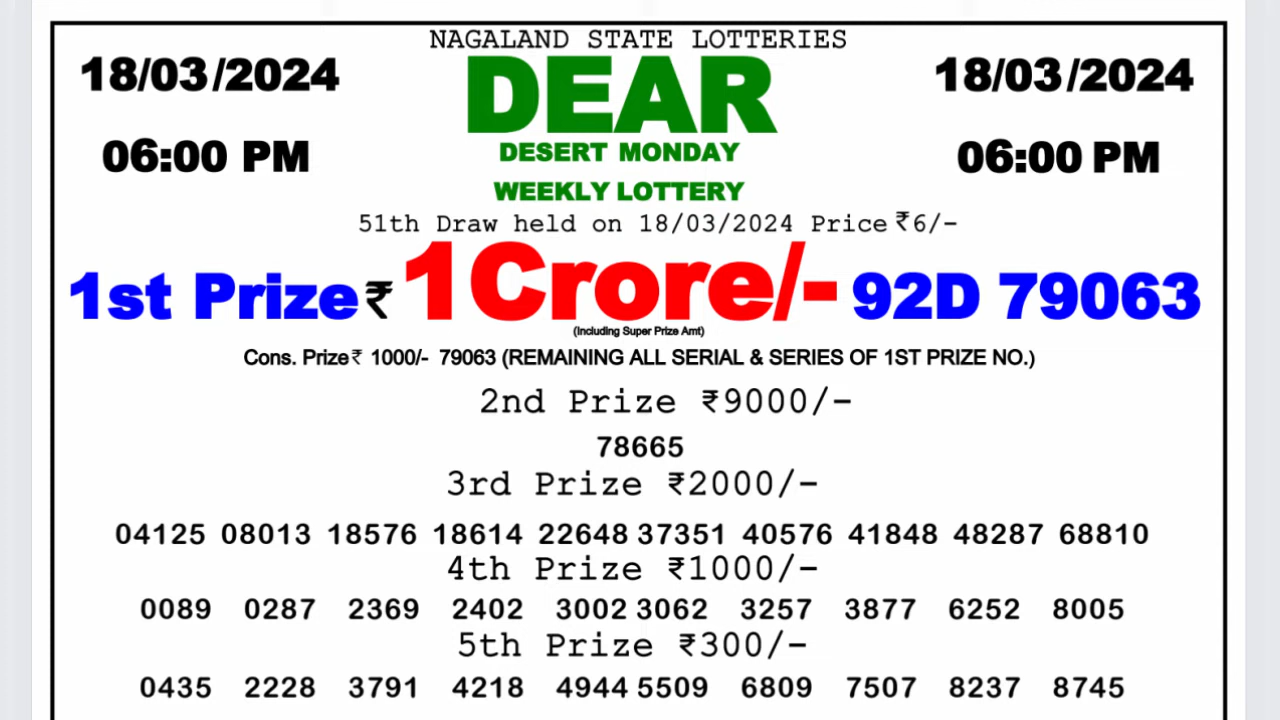 NAGALAND STATE LOTTERIES
18/03/2024 DEAR 18/03/2024
06:00 PM DESERT MONDAY 06:00 PM
WEEKLY LOTTERY
51th Draw held on 18/03/2024 Price ₹6/-
1st Prize ₹ 1Crore/- 92D 79063
(Including Super Prize Amt)
Cons. Prize ₹ 1000/- 79063 (REMAINING ALL SERIAL & SERIES OF 1ST PRIZE NO.)
2nd Prize ₹9000/-
78665
3rd Prize ₹2000/-
04125 08013 18576 18614 22648 37351 40576 41848 48287 68810
4th Prize ₹1000/-
0089 0287 2369 2402 3002 3062 3257 3877 6252 8005
5th Prize ₹300/-
0435 2228 3791 4218 4944 5509 6809 7507 8237 8745